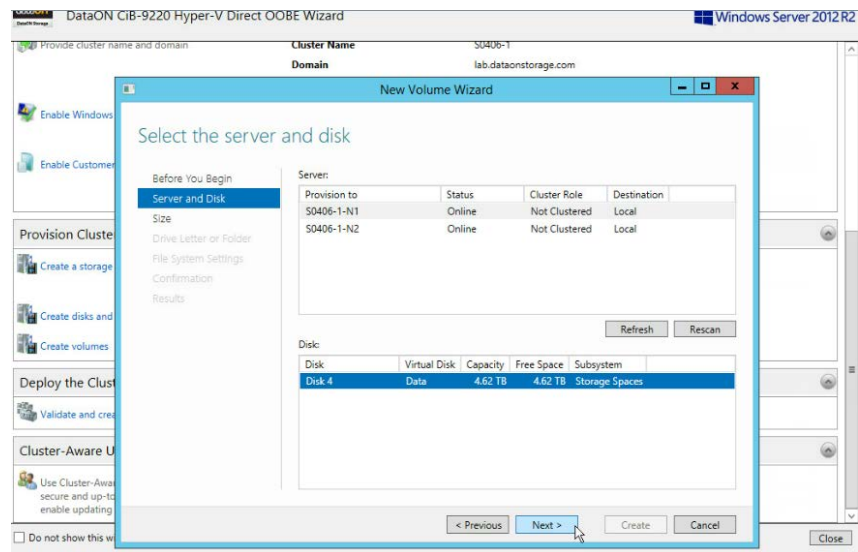 DataON Storage
DataON CiB-9220 Hyper-V Direct OOBE Wizard
Windows Server 2012 R2
Provide cluster name and domain
Cluster Name S0406-1
Domain lab.dataonstorage.com
New Volume Wizard
Enable Windows
Enable Customer
Select the server and disk
Before You Begin
Server and Disk
Size
Drive Letter or Folder
File System Settings
Confirmation
Results
Server:
Provision to Status Cluster Role Destination
S0406-1-N1 Online Not Clustered Local
S0406-1-N2 Online Not Clustered Local
Refresh Rescan
Disk:
Disk Virtual Disk Capacity Free Space Subsystem
Disk 4 Data 4.62 TB 4.62 TB Storage Spaces
< Previous Next > Create Cancel
Provision Cluste
Create a storage
Create disks and
Create volumes
Deploy the Clust
Validate and crea
Cluster-Aware U
Use Cluster-Awar
secure and up-to
enable updating
Do not show this w
Close